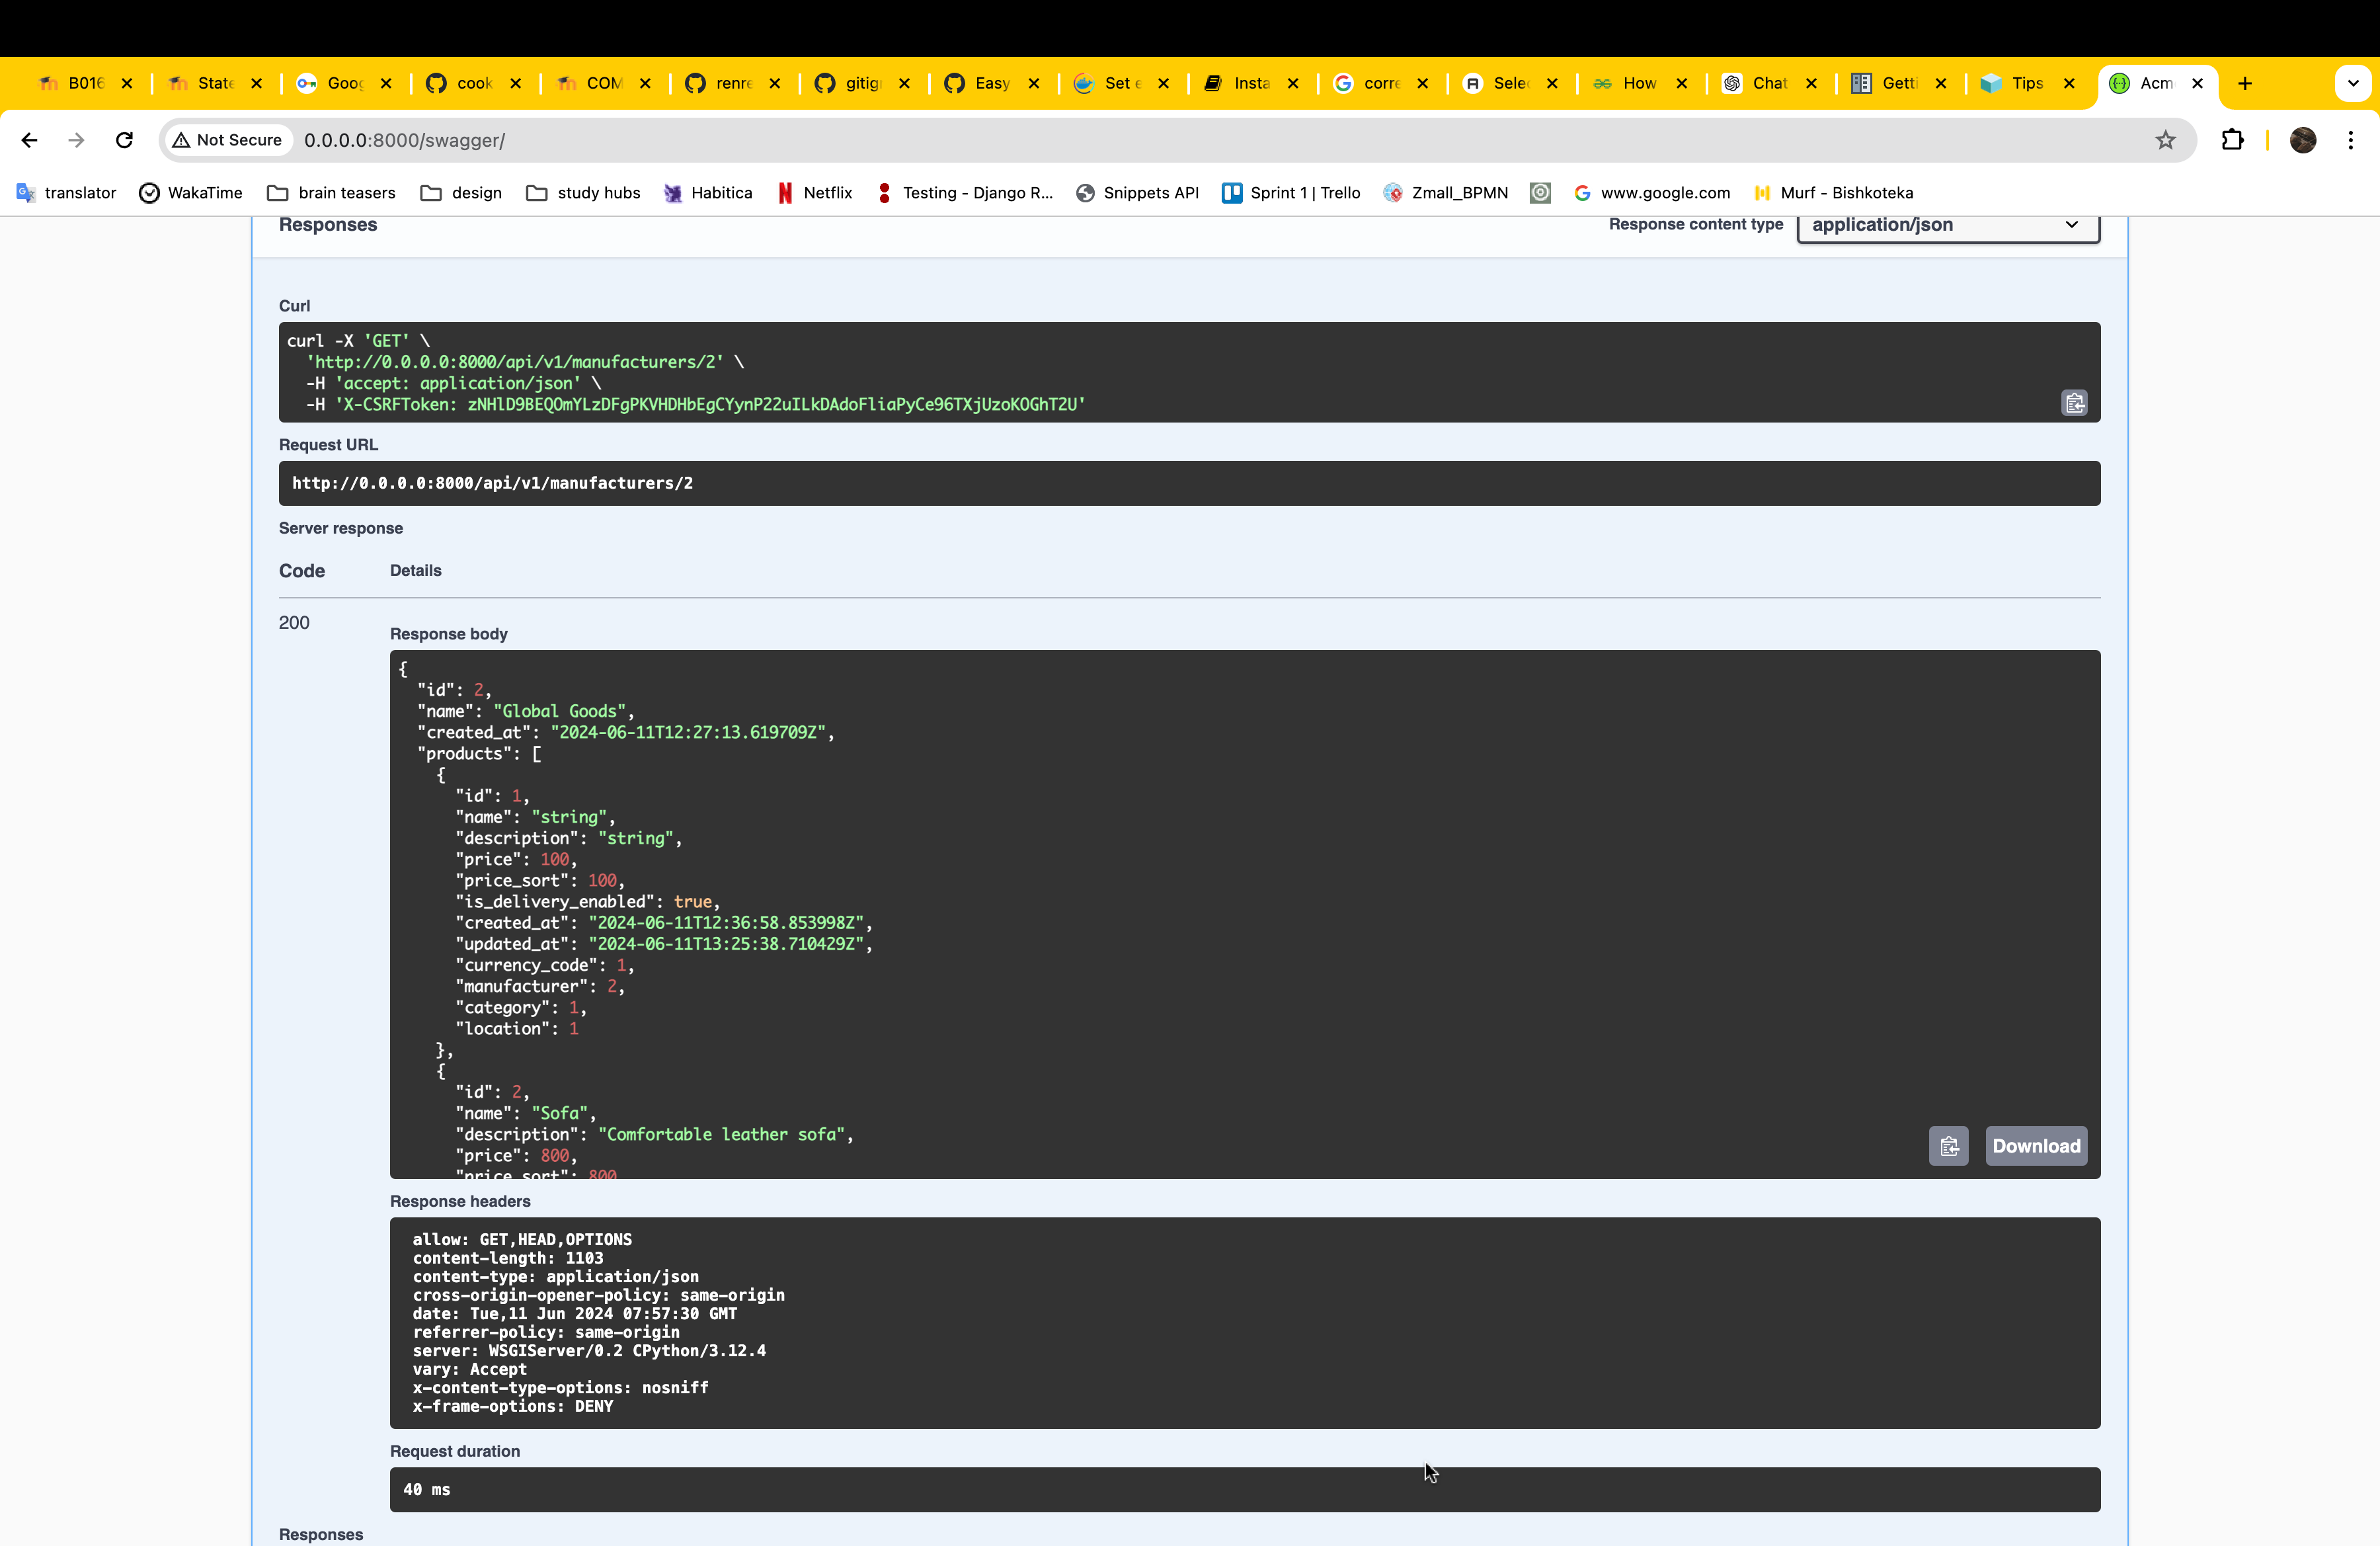 B016
State
Goog
cook
COM
renre
gitig
Easy
Set e
Insta
corre
Selec
How
Chat
Getti
Tips
Acm
Not Secure
0.0.0.0:8000/swagger/
translator
WakaTime
brain teasers
design
study hubs
Habitica
Netflix
Testing - Django R...
Snippets API
Sprint 1 | Trello
Zmall_BPMN
www.google.com
Murf - Bishkoteka
Responses
Response content type
application/json
Curl
curl -X 'GET' \
'http://0.0.0.0:8000/api/v1/manufacturers/2' \
-H 'accept: application/json' \
-H 'X-CSRFToken: zNHlD9BEQOmYLzDFgPKVHDHbEgCYynP22uILkDAdoFliaPyCe96TXjUzoKOGhT2U'
Request URL
http://0.0.0.0:8000/api/v1/manufacturers/2
Server response
Code
Details
200
Response body
{
"id": 2,
"name": "Global Goods",
"created_at": "2024-06-11T12:27:13.619709Z",
"products": [
{
"id": 1,
"name": "string",
"description": "string",
"price": 100,
"price_sort": 100,
"is_delivery_enabled": true,
"created_at": "2024-06-11T12:36:58.853998Z",
"updated_at": "2024-06-11T13:25:38.710429Z",
"currency_code": 1,
"manufacturer": 2,
"category": 1,
"location": 1
},
{
"id": 2,
"name": "Sofa",
"description": "Comfortable leather sofa",
"price": 800,
"price_sort": 800
Download
Response headers
allow: GET,HEAD,OPTIONS
content-length: 1103
content-type: application/json
cross-origin-opener-policy: same-origin
date: Tue,11 Jun 2024 07:57:30 GMT
referrer-policy: same-origin
server: WSGIServer/0.2 CPython/3.12.4
vary: Accept
x-content-type-options: nosniff
x-frame-options: DENY
Request duration
40 ms
Responses